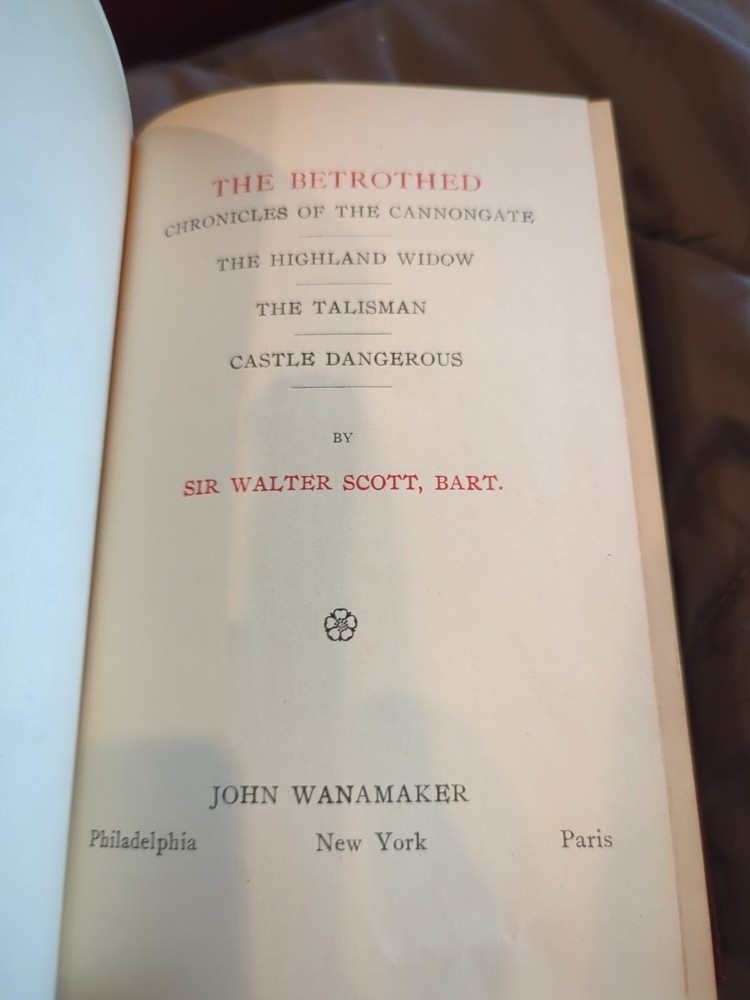 THE BETROTHED
CHRONICLES OF THE CANNONGATE
THE HIGHLAND WIDOW
THE TALISMAN
CASTLE DANGEROUS
BY
SIR WALTER SCOTT, BART.
JOHN WANAMAKER
Philadelphia New York Paris